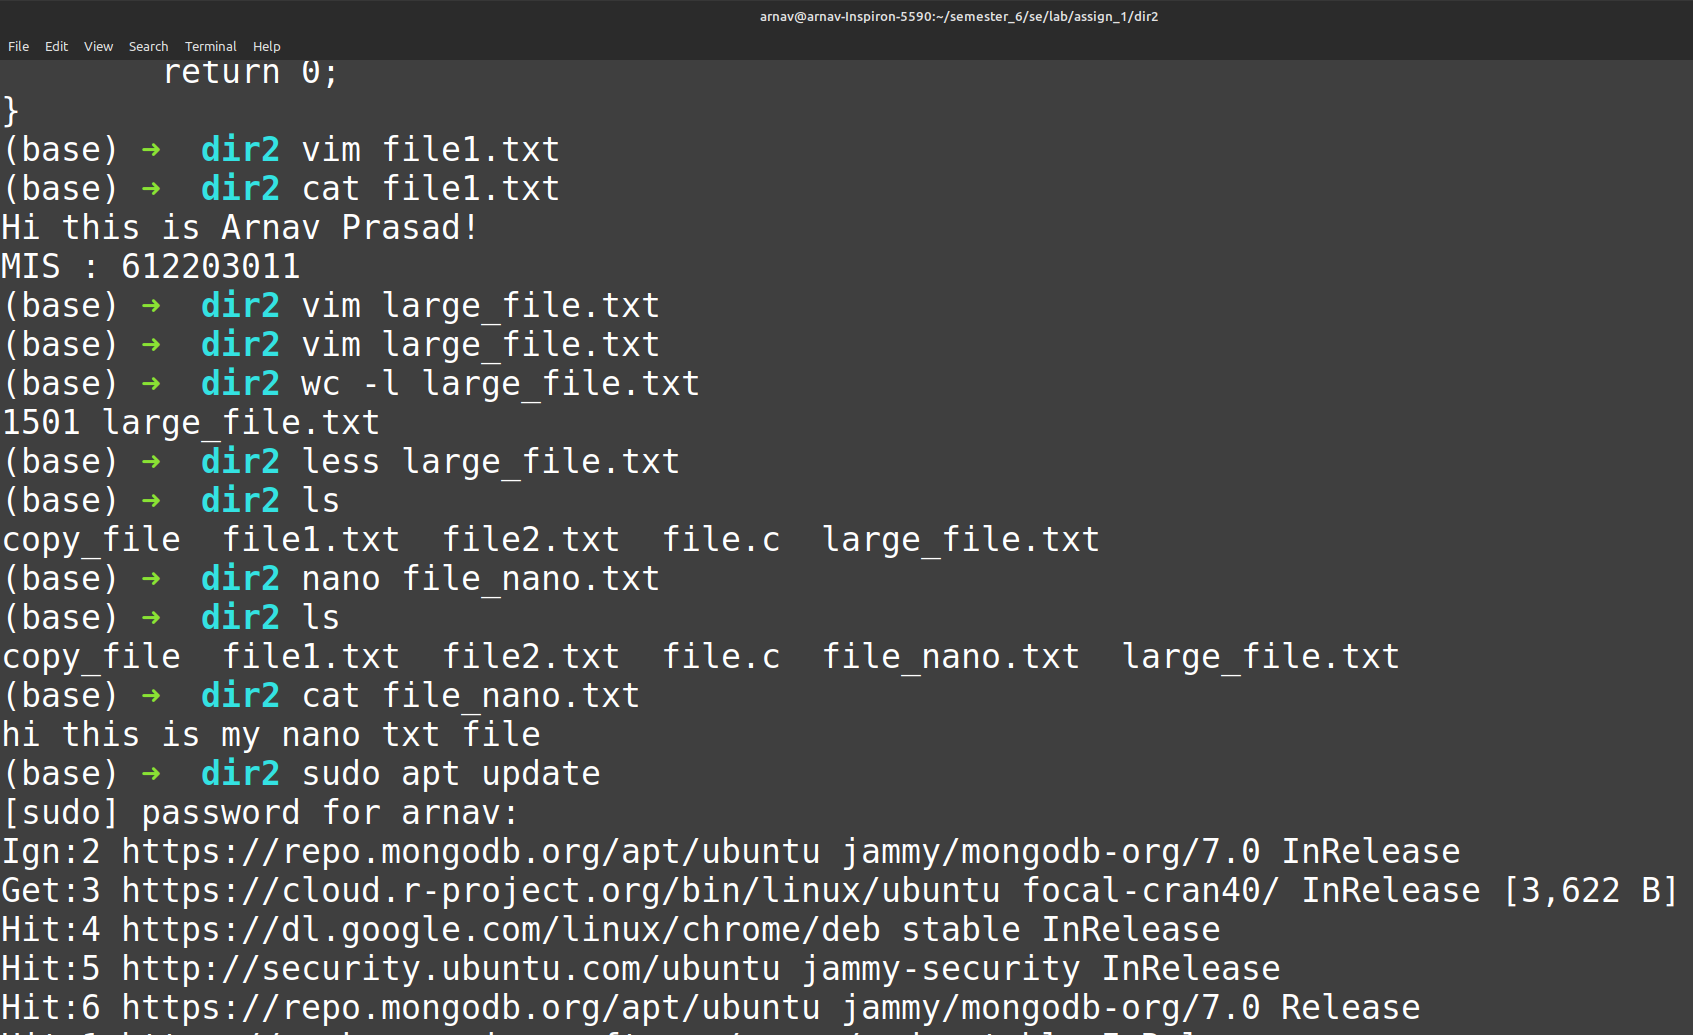 arnav@arnav-Inspiron-5590:~/semester_6/se/lab/assign_1/dir2
File Edit View Search Terminal Help
        return 0;
}
(base) ➜  dir2 vim file1.txt
(base) ➜  dir2 cat file1.txt
Hi this is Arnav Prasad!
MIS : 612203011
(base) ➜  dir2 vim large_file.txt
(base) ➜  dir2 vim large_file.txt
(base) ➜  dir2 wc -l large_file.txt
1501 large_file.txt
(base) ➜  dir2 less large_file.txt
(base) ➜  dir2 ls
copy_file  file1.txt  file2.txt  file.c  large_file.txt
(base) ➜  dir2 nano file_nano.txt
(base) ➜  dir2 ls
copy_file  file1.txt  file2.txt  file.c  file_nano.txt  large_file.txt
(base) ➜  dir2 cat file_nano.txt
hi this is my nano txt file
(base) ➜  dir2 sudo apt update
[sudo] password for arnav:
Ign:2 https://repo.mongodb.org/apt/ubuntu jammy/mongodb-org/7.0 InRelease
Get:3 https://cloud.r-project.org/bin/linux/ubuntu focal-cran40/ InRelease [3,622 B]
Hit:4 https://dl.google.com/linux/chrome/deb stable InRelease
Hit:5 http://security.ubuntu.com/ubuntu jammy-security InRelease
Hit:6 https://repo.mongodb.org/apt/ubuntu jammy/mongodb-org/7.0 Release